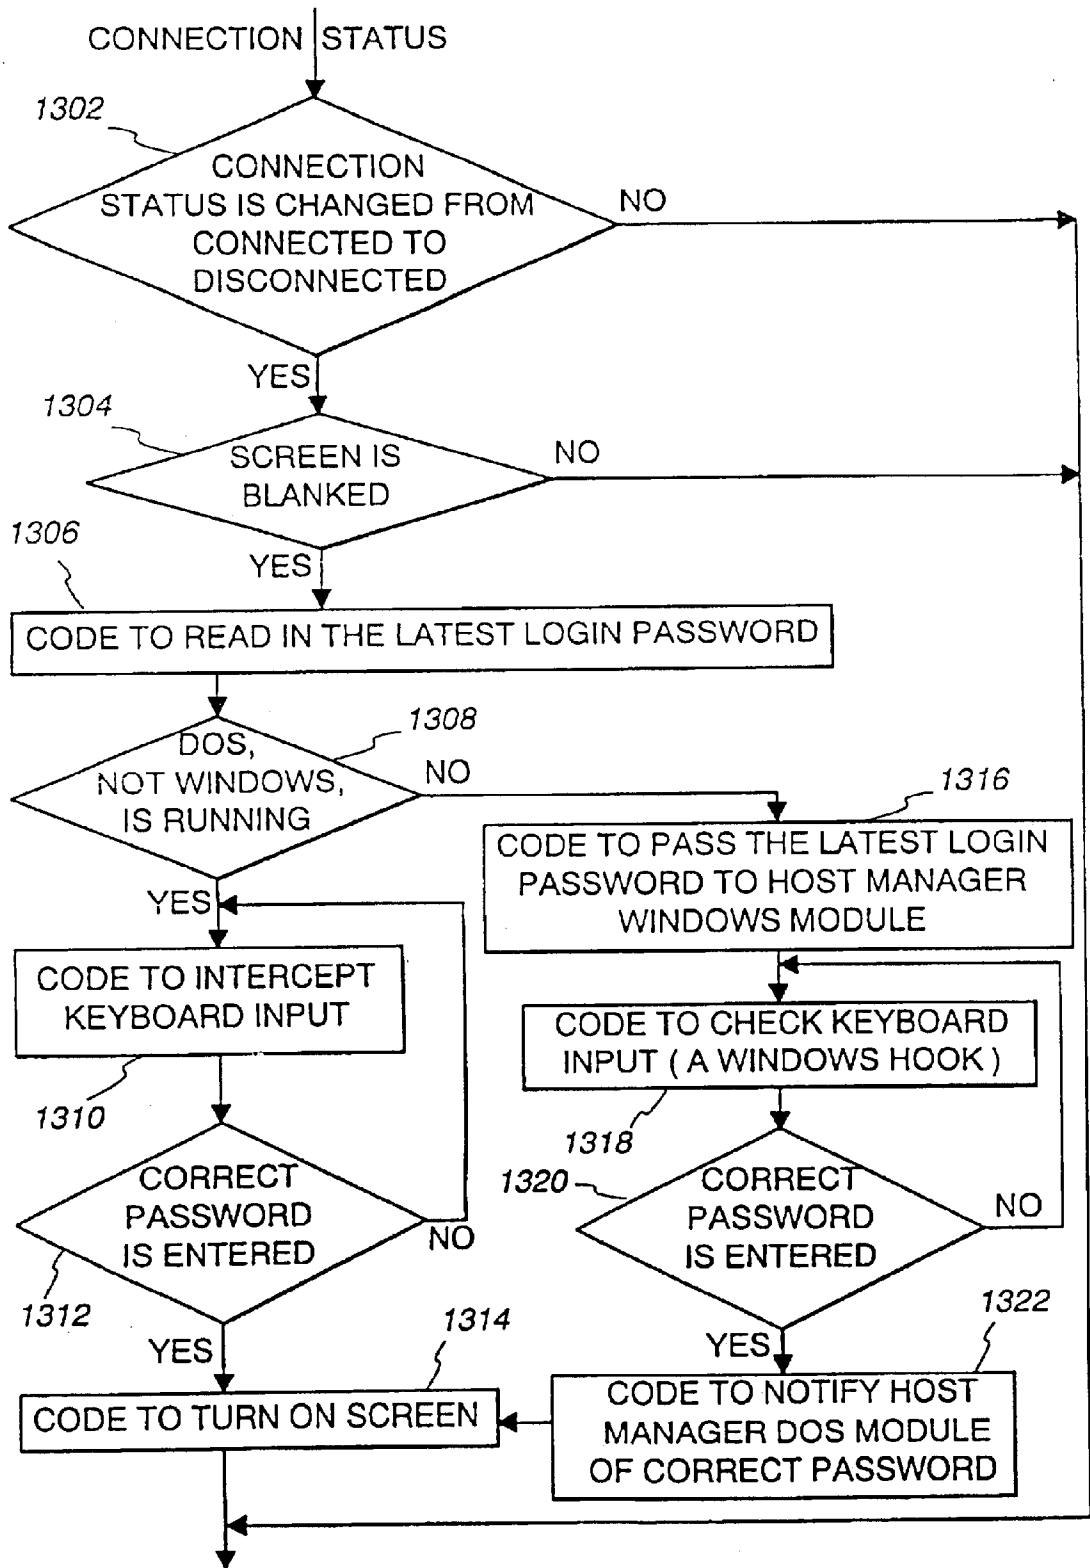 CONNECTION STATUS
1302
CONNECTION
STATUS IS CHANGED FROM
CONNECTED TO
DISCONNECTED
NO
YES
1304
SCREEN IS
BLANKED
NO
1306
YES
CODE TO READ IN THE LATEST LOGIN PASSWORD
1308
DOS,
NOT WINDOWS,
IS RUNNING
NO
1316
CODE TO PASS THE LATEST LOGIN
PASSWORD TO HOST MANAGER
WINDOWS MODULE
YES
CODE TO INTERCEPT
KEYBOARD INPUT
1310
CODE TO CHECK KEYBOARD
INPUT ( A WINDOWS HOOK )
1318
CORRECT
PASSWORD
IS ENTERED
NO
1312
1320
CORRECT
PASSWORD
IS ENTERED
NO
YES
1314
CODE TO TURN ON SCREEN
YES
1322
CODE TO NOTIFY HOST
MANAGER DOS MODULE
OF CORRECT PASSWORD